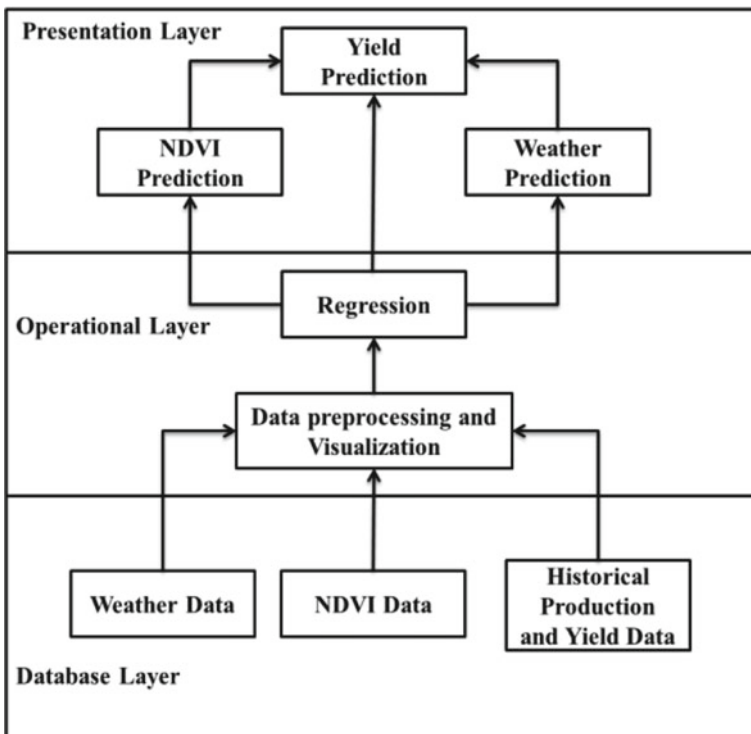 Presentation Layer
Yield
Prediction
NDVI
Prediction
Weather
Prediction
Regression
Operational Layer
Data preprocessing and
Visualization
Weather Data
NDVI Data
Historical
Production
and Yield Data
Database Layer